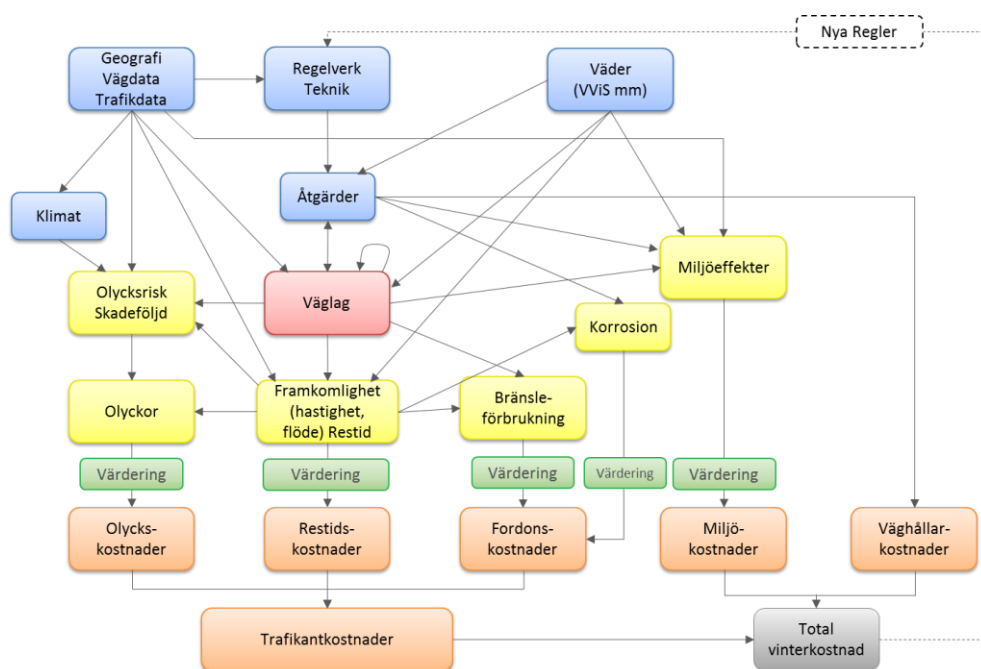 Nya Regler
Geografi
Vägdata
Trafikdata
Regelverk
Teknik
Väder
(VViS mm)
Klimat
Åtgärder
Miljöeffekter
Olycksrisk
Skadeföljd
Väglag
Korrosion
Olyckor
Framkomlighet
(hastighet,
flöde) Restid
Bränsle-
förbrukning
Värdering
Värdering
Värdering
Värdering
Värdering
Olycks-
kostnader
Restids-
kostnader
Fordons-
kostnader
Miljö-
kostnader
Väghållar-
kostnader
Trafikantkostnader
Total
vinterkostnad